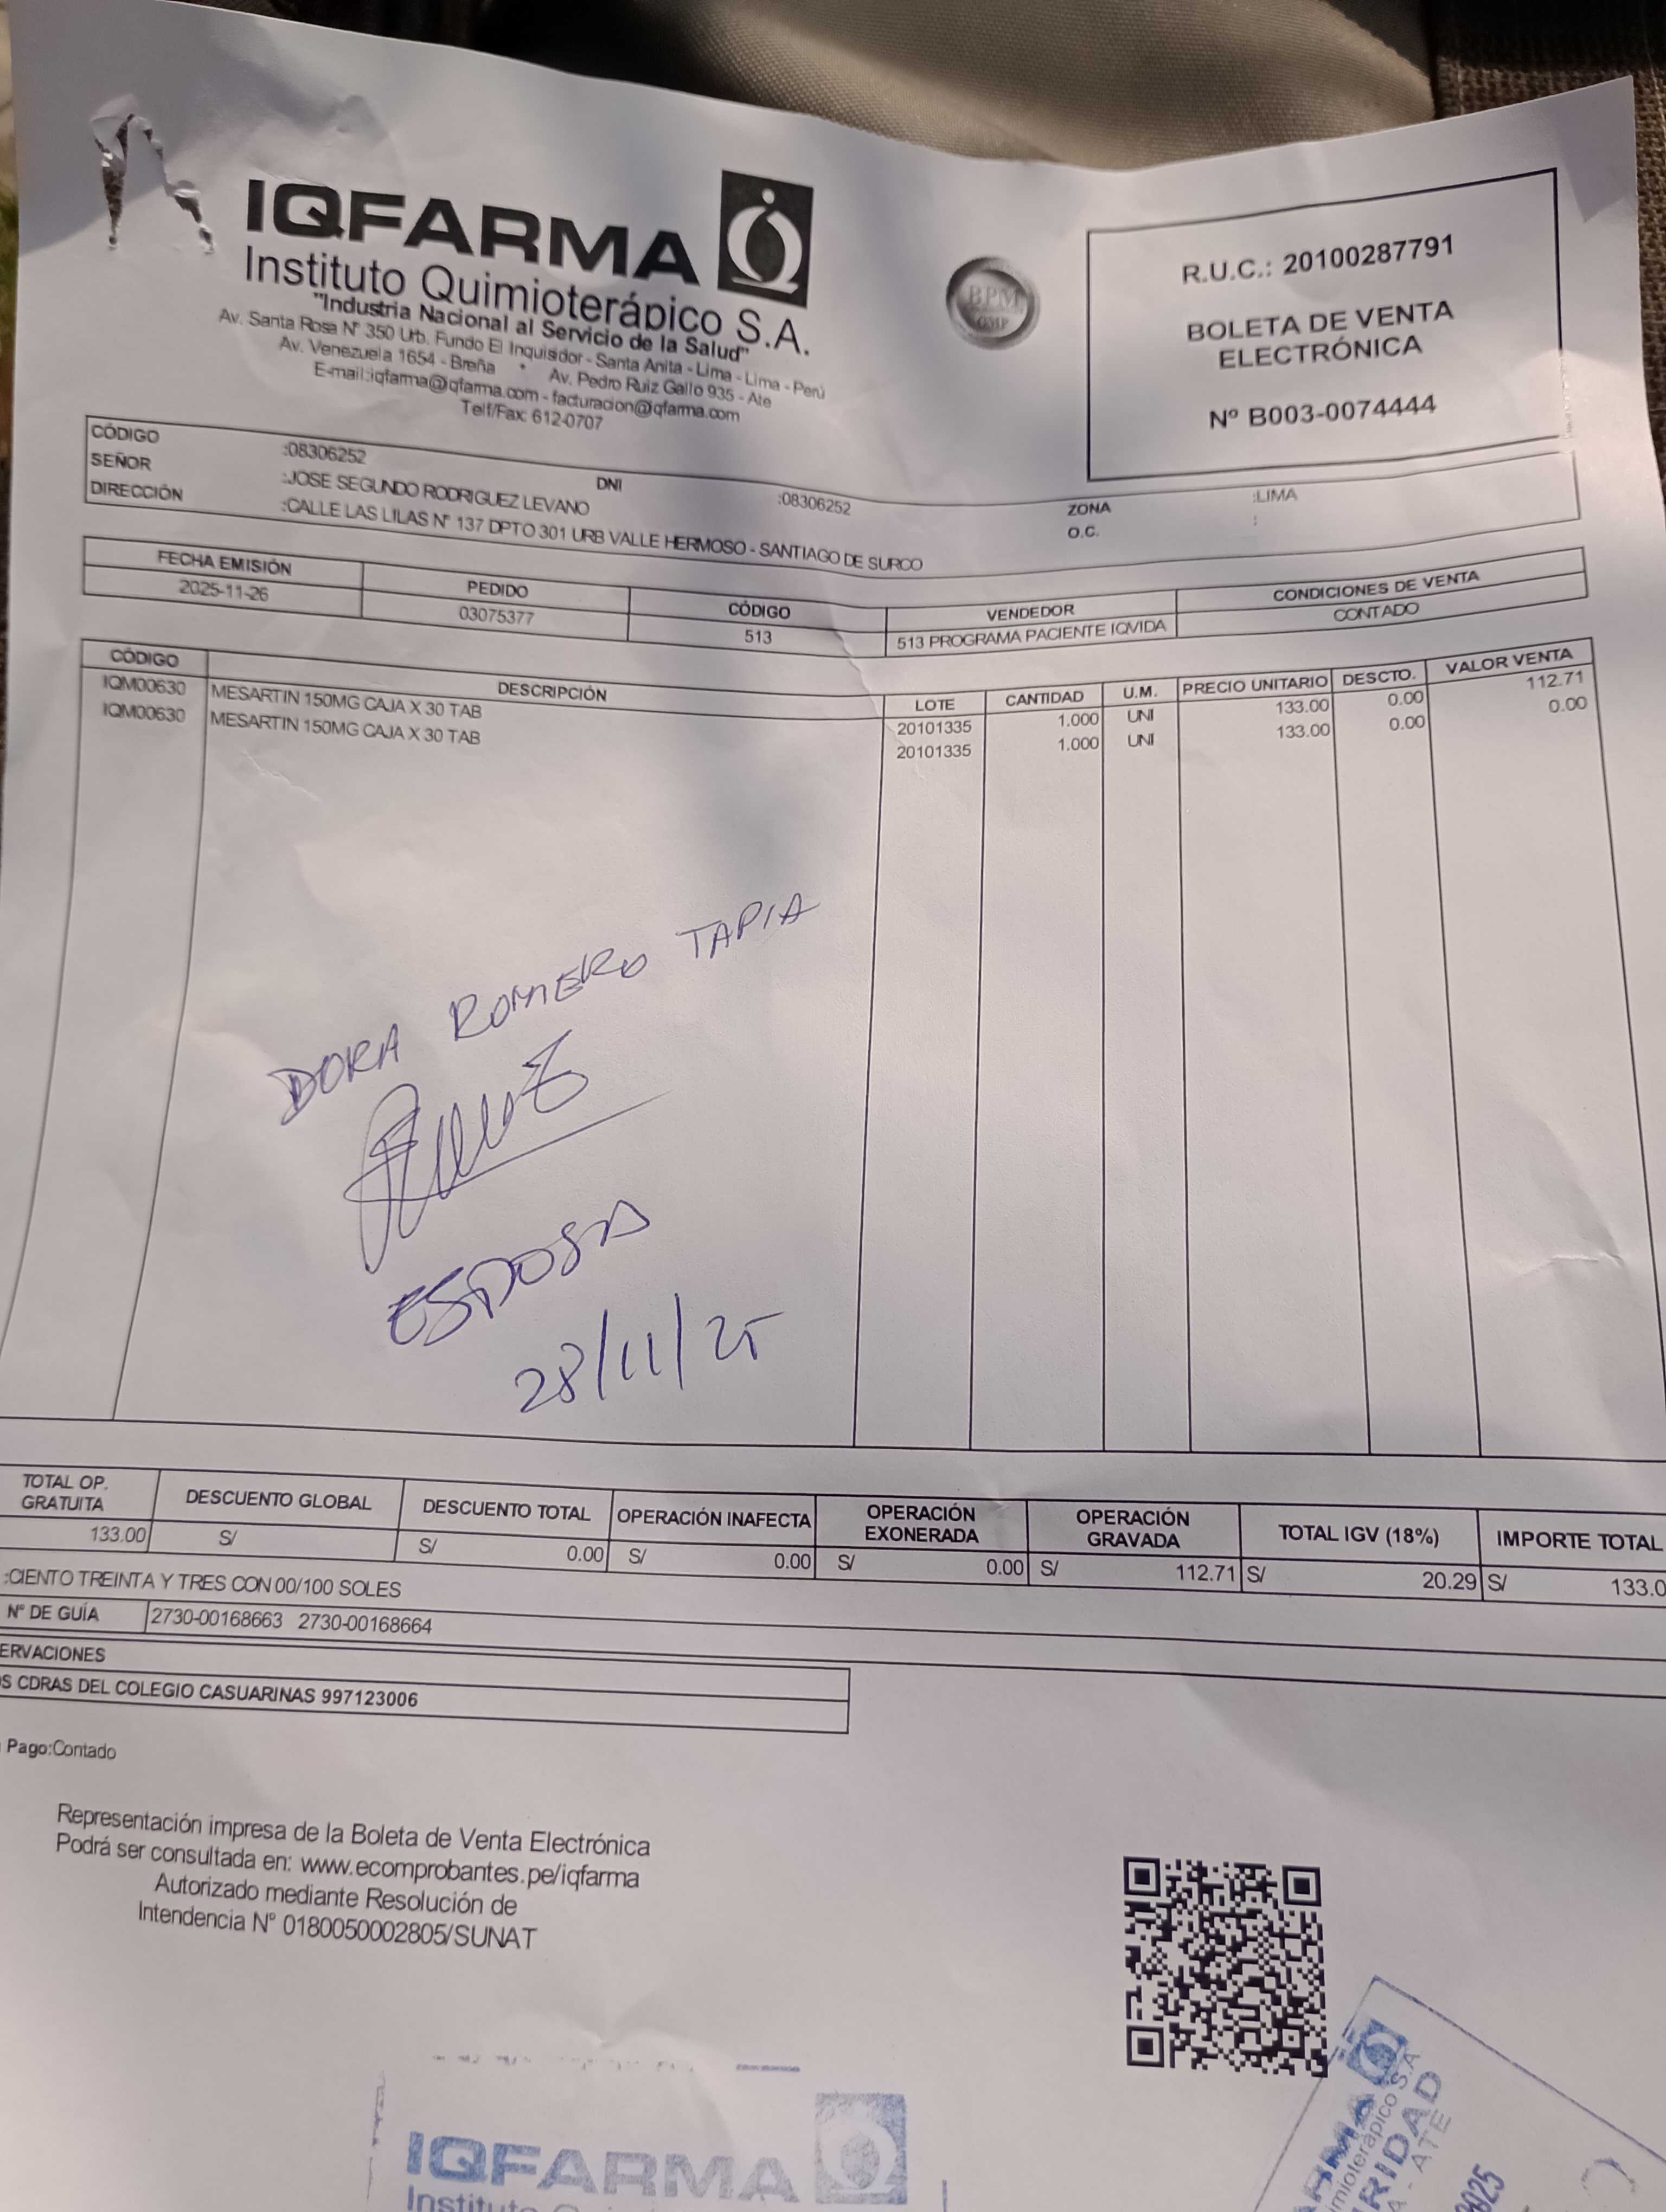 IQFARMA
Instituto Quimioterápico S.A.
"Industria Nacional al Servicio de la Salud"
Av. Santa Rosa N° 350 Urb. Fundo El Inquisidor - Santa Anita - Lima - Lima - Perú
Av. Venezuela 1654 - Breña • Av. Pedro Ruiz Gallo 935 - Ate
E-mail:iqfarma@iqfarma.com - facturacion@iqfarma.com
Telf/Fax: 612-0707
BPM
GMP
R.U.C.: 20100287791
BOLETA DE VENTA
ELECTRÓNICA
Nº B003-0074444
CÓDIGO :08306252 DNI :08306252 ZONA :LIMA
SEÑOR :JOSE SEGUNDO RODRIGUEZ LEVANO O.C. :
DIRECCIÓN :CALLE LAS LILAS N° 137 DPTO 301 URB VALLE HERMOSO - SANTIAGO DE SURCO
FECHA EMISIÓN PEDIDO CÓDIGO VENDEDOR CONDICIONES DE VENTA
2025-11-26 03075377 513 513 PROGRAMA PACIENTE IQVIDA CONTADO
CÓDIGO DESCRIPCIÓN LOTE CANTIDAD U.M. PRECIO UNITARIO DESCTO. VALOR VENTA
IQM00630 MESARTIN 150MG CAJA X 30 TAB 20101335 1.000 UNI 133.00 0.00 112.71
IQM00630 MESARTIN 150MG CAJA X 30 TAB 20101335 1.000 UNI 133.00 0.00 0.00
DORA ROMERO TAPIA
ESPOSA
28/11/25
TOTAL OP. GRATUITA DESCUENTO GLOBAL DESCUENTO TOTAL OPERACIÓN INAFECTA OPERACIÓN EXONERADA OPERACIÓN GRAVADA TOTAL IGV (18%) IMPORTE TOTAL
133.00 S/ S/ 0.00 S/ 0.00 S/ 0.00 S/ 112.71 S/ 20.29 S/ 133.0
:CIENTO TREINTA Y TRES CON 00/100 SOLES
N° DE GUÍA 2730-00168663 2730-00168664
ERVACIONES
OS CDRAS DEL COLEGIO CASUARINAS 997123006
Pago:Contado
Representación impresa de la Boleta de Venta Electrónica
Podrá ser consultada en: www.ecomprobantes.pe/iqfarma
Autorizado mediante Resolución de
Intendencia N° 0180050002805/SUNAT
IQFARMA